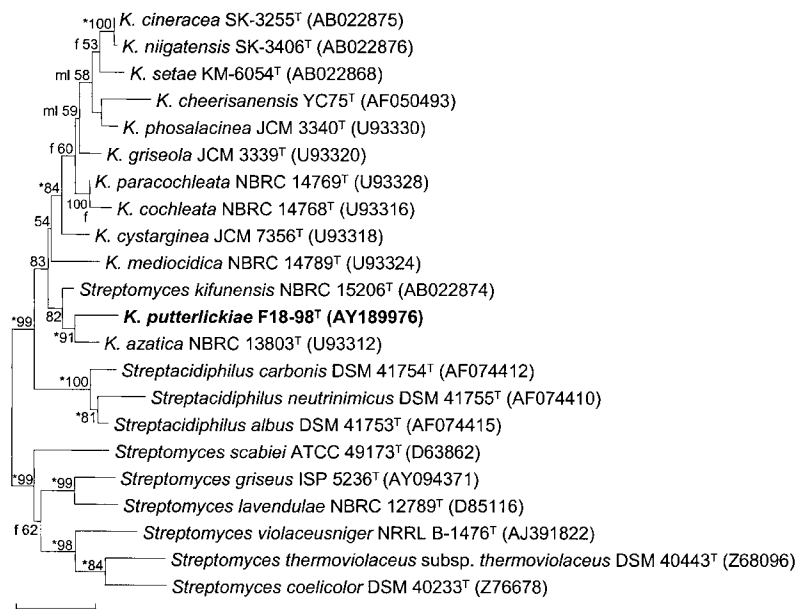 *100
K. cineracea SK-3255ᵀ (AB022875)
f 53
K. niigatensis SK-3406ᵀ (AB022876)
ml 58
K. setae KM-6054ᵀ (AB022868)
K. cheerisanensis YC75ᵀ (AF050493)
ml 59
K. phosalacinea JCM 3340ᵀ (U93330)
f 60
K. griseola JCM 3339ᵀ (U93320)
*84
K. paracochleata NBRC 14769ᵀ (U93328)
100
f
K. cochleata NBRC 14768ᵀ (U93316)
54
K. cystarginea JCM 7356ᵀ (U93318)
83
K. mediocidica NBRC 14789ᵀ (U93324)
Streptomyces kifunensis NBRC 15206ᵀ (AB022874)
82
*99
K. putterlickiae F18-98ᵀ (AY189976)
*91
K. azatica NBRC 13803ᵀ (U93312)
*100
Streptacidiphilus carbonis DSM 41754ᵀ (AF074412)
Streptacidiphilus neutrinimicus DSM 41755ᵀ (AF074410)
*81
Streptacidiphilus albus DSM 41753ᵀ (AF074415)
Streptomyces scabiei ATCC 49173ᵀ (D63862)
*99
*99
Streptomyces griseus ISP 5236ᵀ (AY094371)
Streptomyces lavendulae NBRC 12789ᵀ (D85116)
f 62
Streptomyces violaceusniger NRRL B-1476ᵀ (AJ391822)
*98
Streptomyces thermoviolaceus subsp. thermoviolaceus DSM 40443ᵀ (Z68096)
*84
Streptomyces coelicolor DSM 40233ᵀ (Z76678)